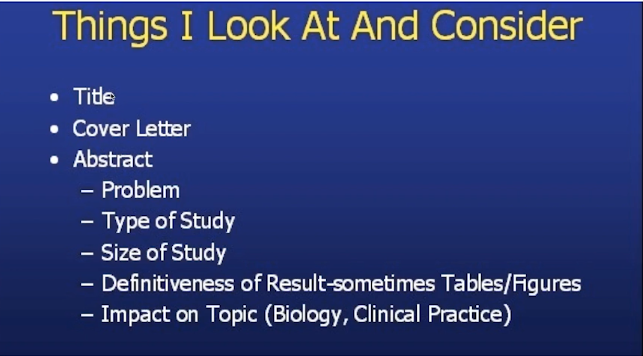 Things I Look At And Consider
• Title
• Cover Letter
• Abstract
– Problem
– Type of Study
– Size of Study
– Definitiveness of Result-sometimes Tables/Figures
– Impact on Topic (Biology, Clinical Practice)